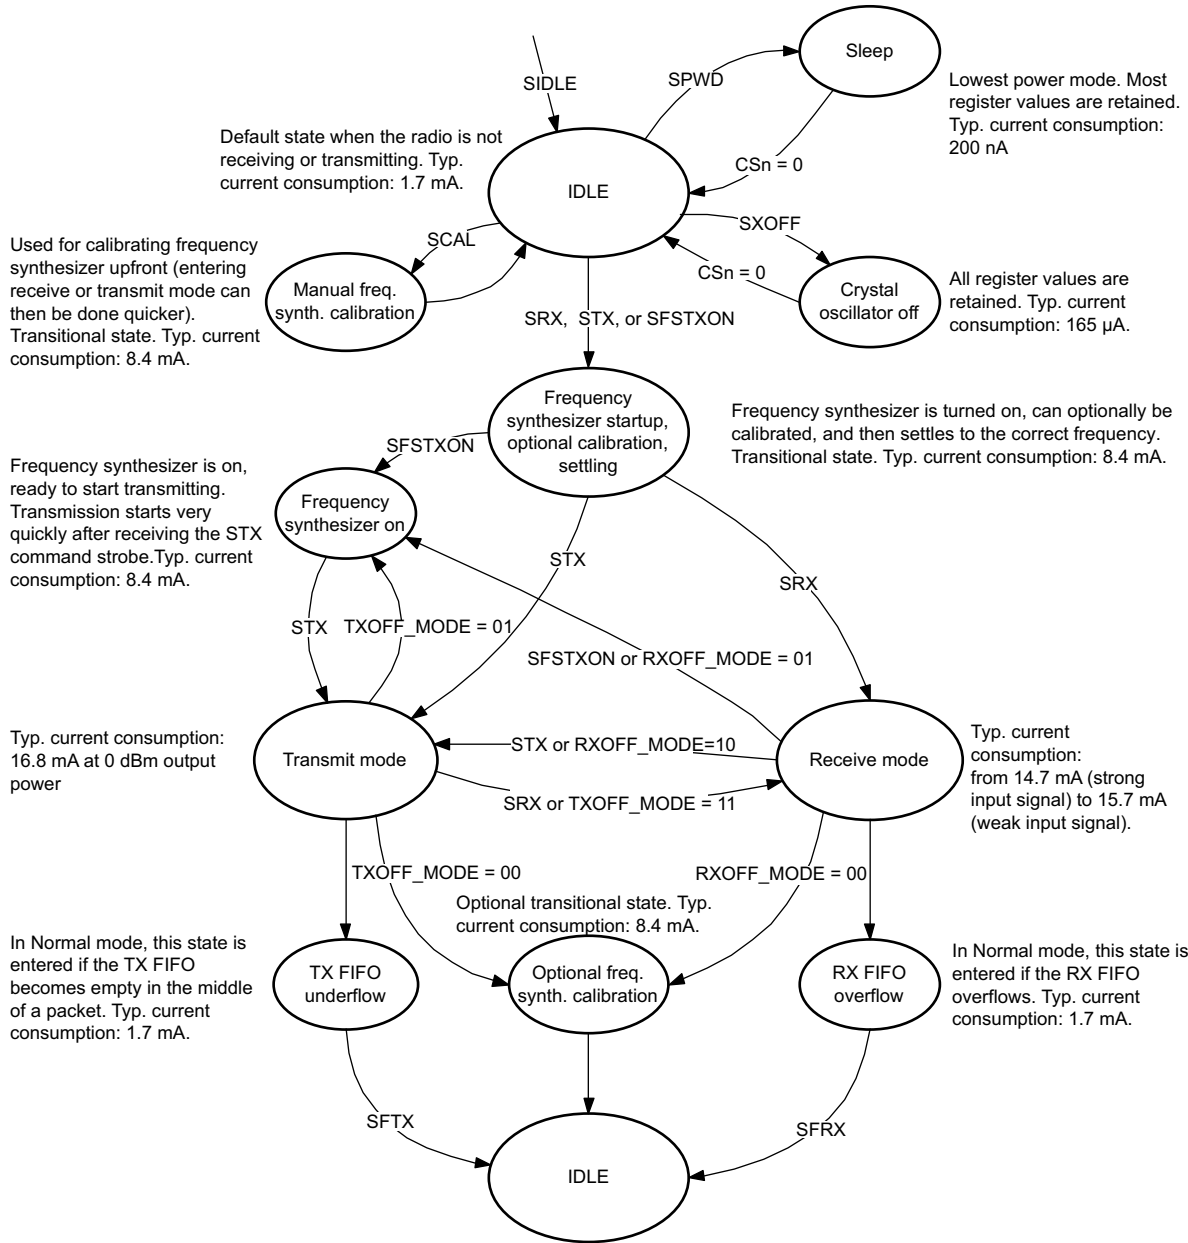 Sleep
SPWD
SIDLE
Lowest power mode. Most
register values are retained.
Typ. current consumption:
200 nA
Default state when the radio is not
receiving or transmitting. Typ.
current consumption: 1.7 mA.
CSn = 0
IDLE
SXOFF
SCAL
Used for calibrating frequency
synthesizer upfront (entering
receive or transmit mode can
then be done quicker).
Transitional state. Typ. current
consumption: 8.4 mA.
Manual freq.
synth. calibration
CSn = 0
Crystal
oscillator off
All register values are
retained. Typ. current
consumption: 165 µA.
SRX, STX, or SFSTXON
Frequency
synthesizer startup,
optional calibration,
settling
Frequency synthesizer is turned on, can optionally be
calibrated, and then settles to the correct frequency.
Transitional state. Typ. current consumption: 8.4 mA.
SFSTXON
Frequency synthesizer is on,
ready to start transmitting.
Transmission starts very
quickly after receiving the STX
command strobe.Typ. current
consumption: 8.4 mA.
Frequency
synthesizer on
STX
SRX
STX
TXOFF_MODE = 01
SFSTXON or RXOFF_MODE = 01
Typ. current consumption:
16.8 mA at 0 dBm output
power
Transmit mode
STX or RXOFF_MODE=10
SRX or TXOFF_MODE = 11
Receive mode
Typ. current
consumption:
from 14.7 mA (strong
input signal) to 15.7 mA
(weak input signal).
TXOFF_MODE = 00
RXOFF_MODE = 00
Optional transitional state. Typ.
current consumption: 8.4 mA.
In Normal mode, this state is
entered if the TX FIFO
becomes empty in the middle
of a packet. Typ. current
consumption: 1.7 mA.
TX FIFO
underflow
Optional freq.
synth. calibration
RX FIFO
overflow
In Normal mode, this state is
entered if the RX FIFO
overflows. Typ. current
consumption: 1.7 mA.
SFTX
SFRX
IDLE